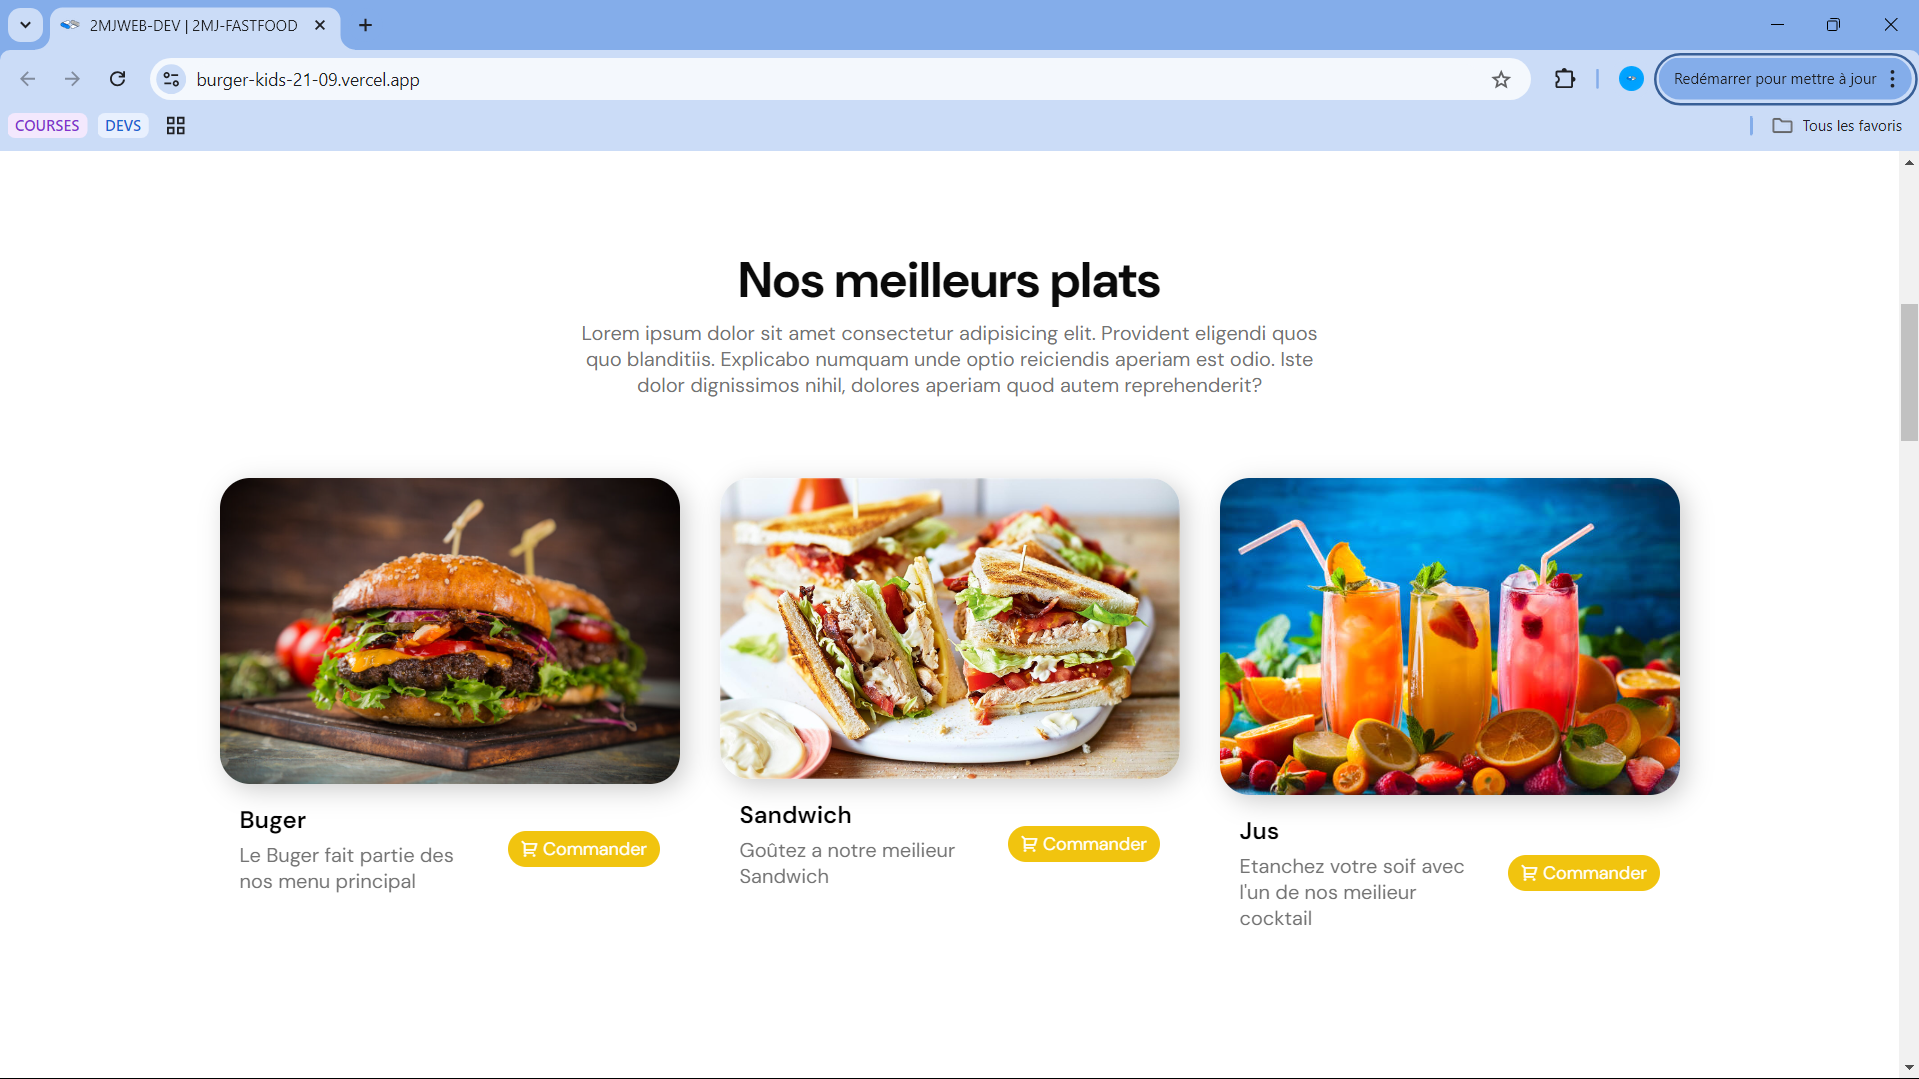 2MJWEB-DEV | 2MJ-FASTFOOD
burger-kids-21-09.vercel.app
Redémarrer pour mettre à jour
COURSES
DEVS
Tous les favoris
Nos meilleurs plats
Lorem ipsum dolor sit amet consectetur adipisicing elit. Provident eligendi quos
quo blanditiis. Explicabo numquam unde optio reiciendis aperiam est odio. Iste
dolor dignissimos nihil, dolores aperiam quod autem reprehenderit?
Buger
Le Buger fait partie des
nos menu principal
Commander
Sandwich
Goûtez a notre meilieur
Sandwich
Commander
Jus
Etanchez votre soif avec
l'un de nos meilieur
cocktail
Commander